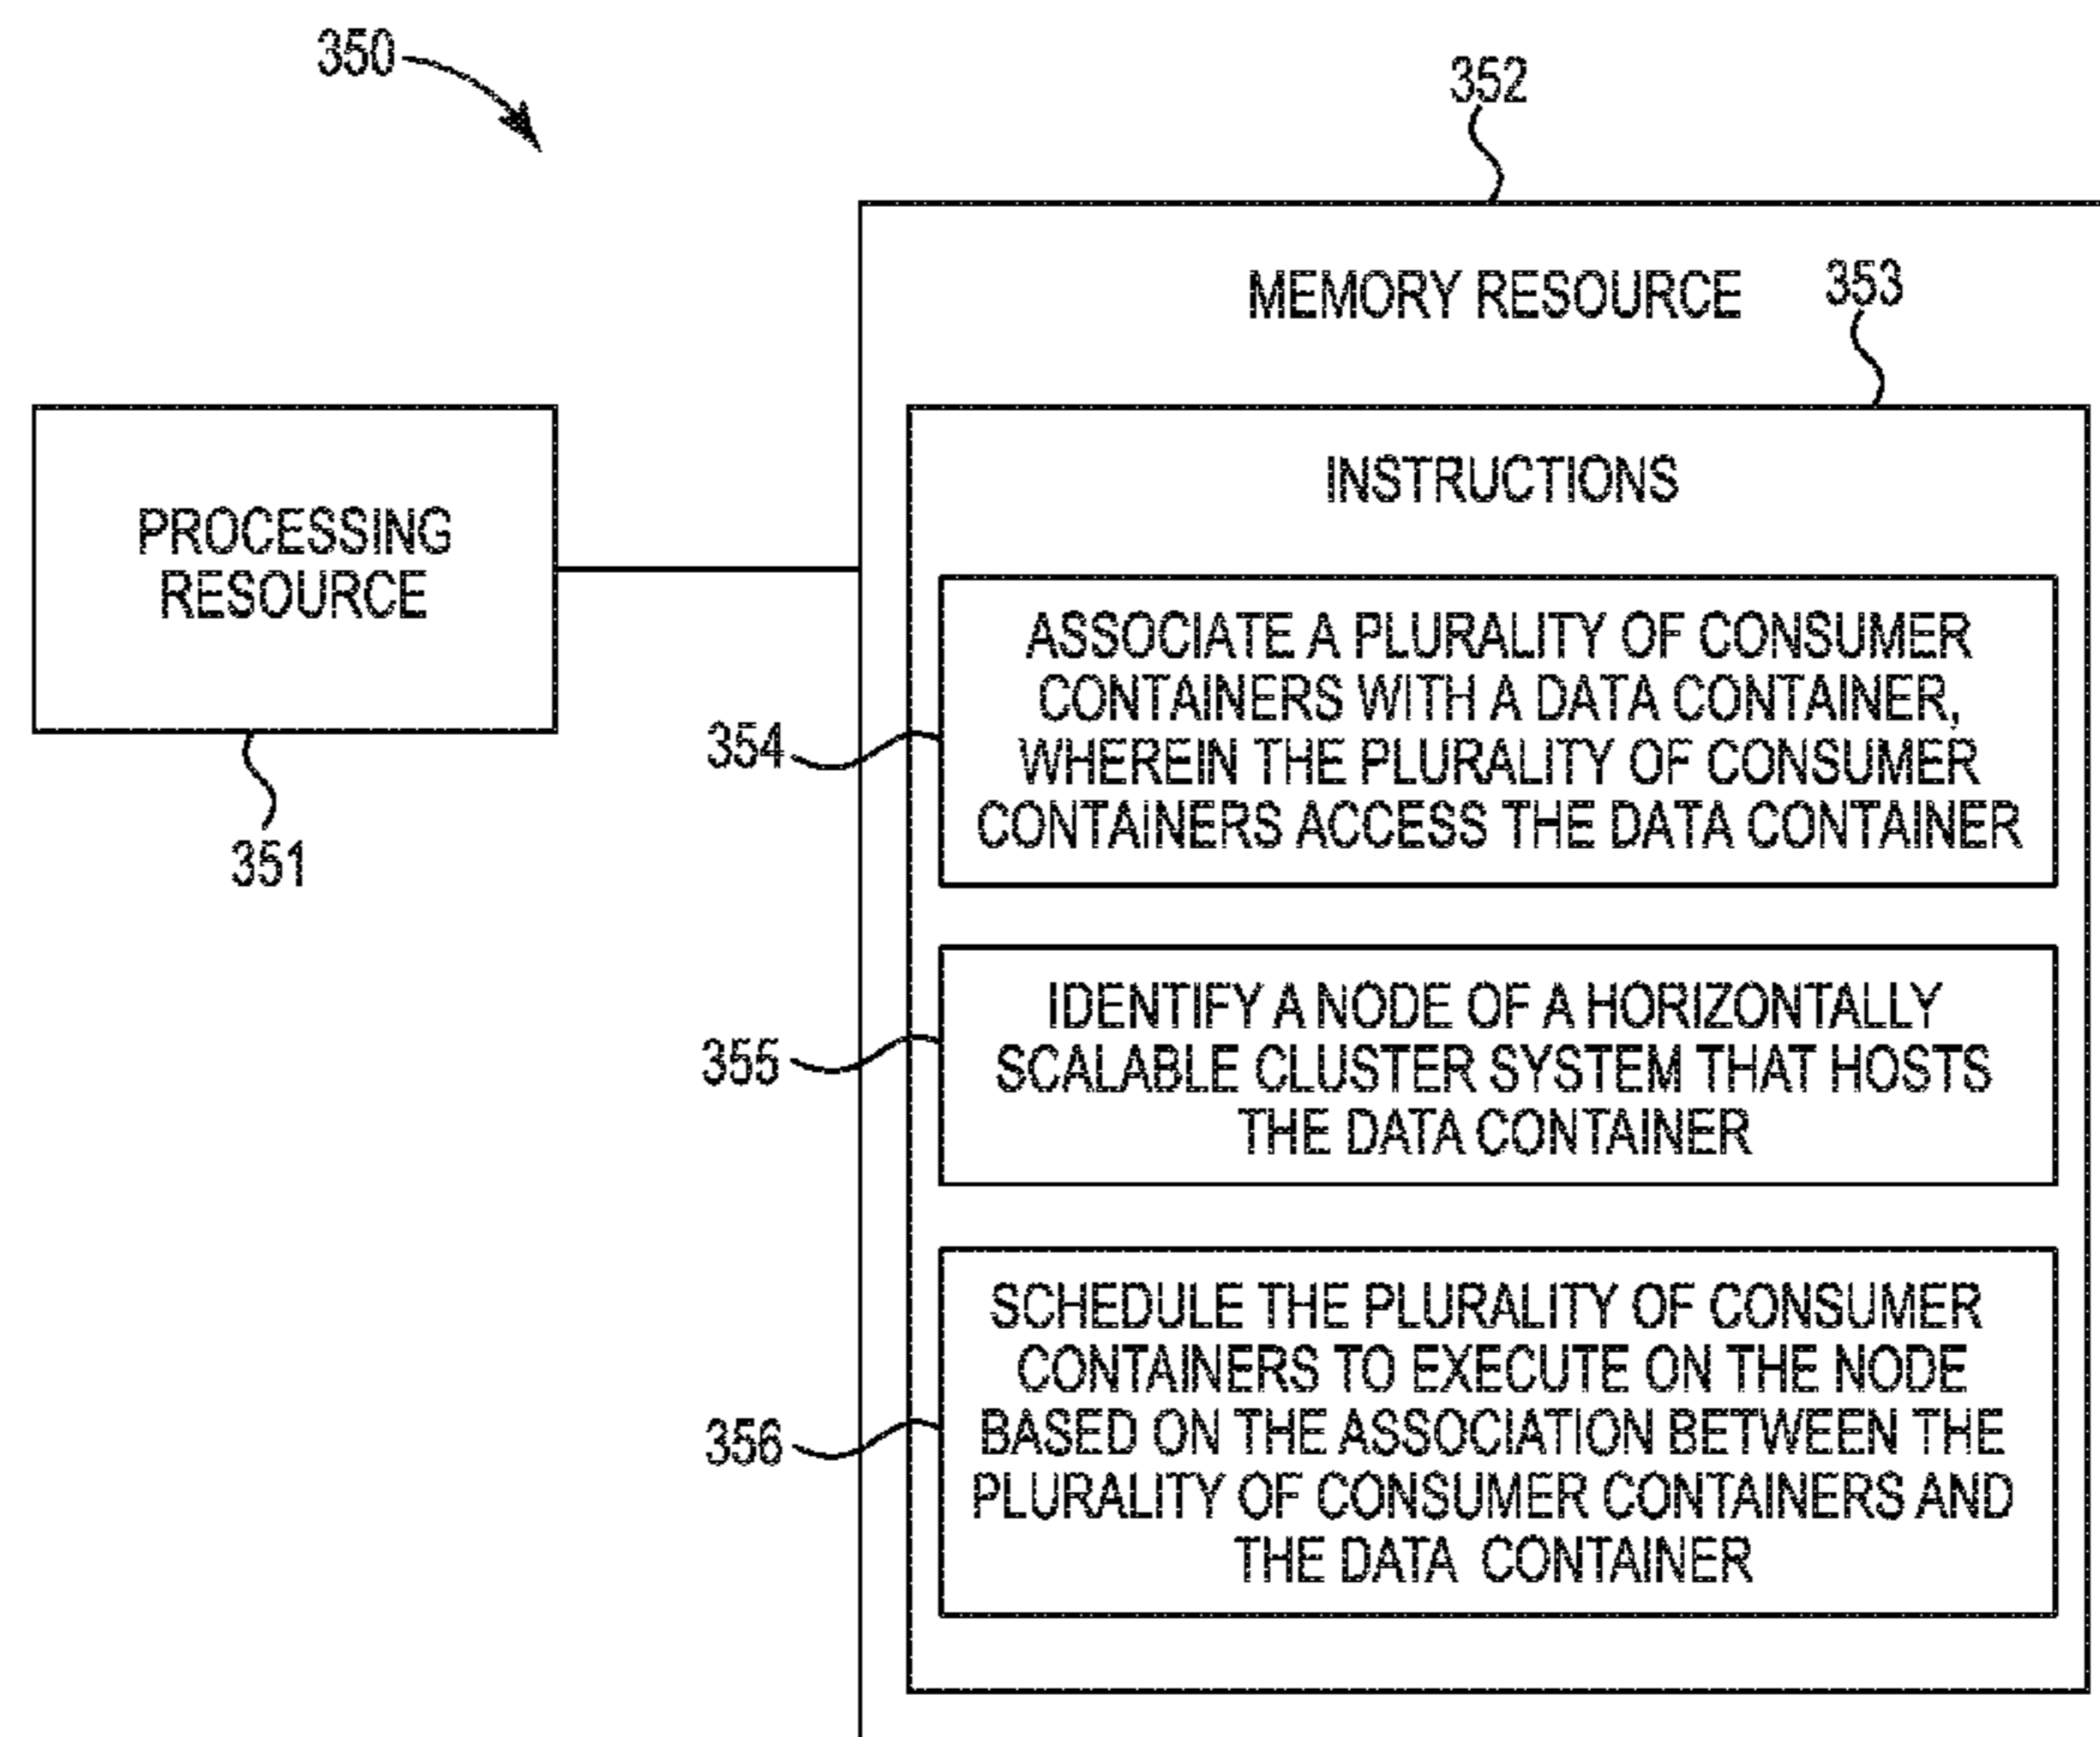 350
352
MEMORY RESOURCE
353
INSTRUCTIONS
PROCESSING
RESOURCE
351
354
ASSOCIATE A PLURALITY OF CONSUMER
CONTAINERS WITH A DATA CONTAINER,
WHEREIN THE PLURALITY OF CONSUMER
CONTAINERS ACCESS THE DATA CONTAINER
355
IDENTIFY A NODE OF A HORIZONTALLY
SCALABLE CLUSTER SYSTEM THAT HOSTS
THE DATA CONTAINER
356
SCHEDULE THE PLURALITY OF CONSUMER
CONTAINERS TO EXECUTE ON THE NODE
BASED ON THE ASSOCIATION BETWEEN THE
PLURALITY OF CONSUMER CONTAINERS AND
THE DATA CONTAINER